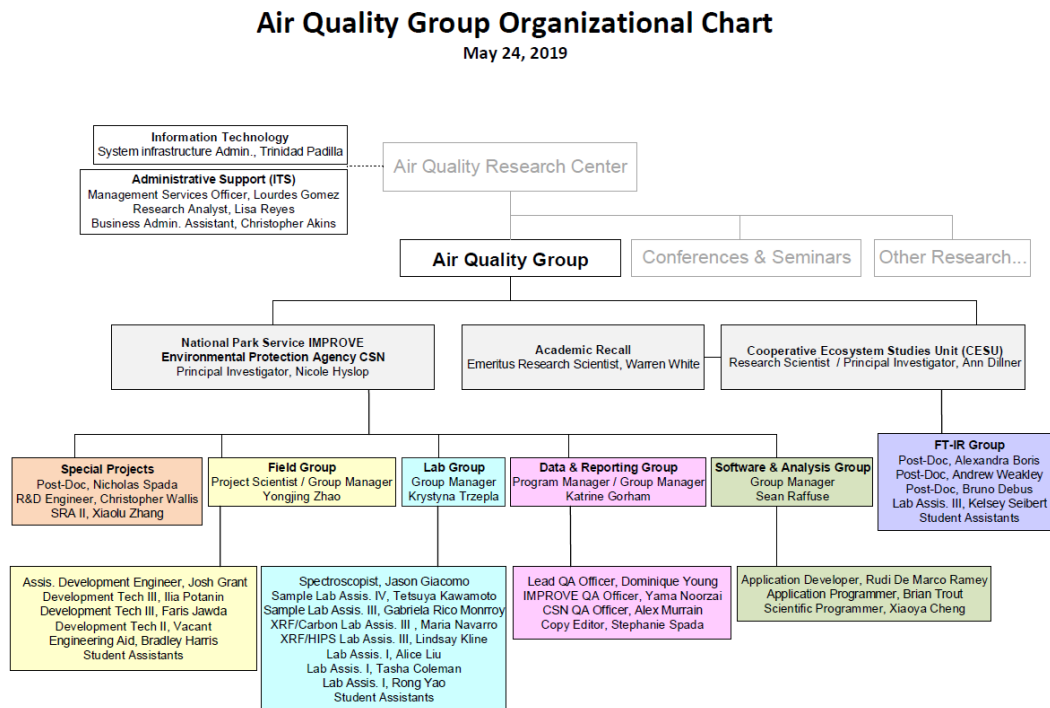 Air Quality Group Organizational Chart
May 24, 2019
Information Technology
System infrastructure Admin., Trinidad Padilla
Administrative Support (ITS)
Management Services Officer, Lourdes Gomez
Research Analyst, Lisa Reyes
Business Admin. Assistant, Christopher Akins
Air Quality Research Center
Air Quality Group
Conferences & Seminars
Other Research...
National Park Service IMPROVE
Environmental Protection Agency CSN
Principal Investigator, Nicole Hyslop
Academic Recall
Emeritus Research Scientist, Warren White
Cooperative Ecosystem Studies Unit (CESU)
Research Scientist / Principal Investigator, Ann Dillner
Special Projects
Post-Doc, Nicholas Spada
R&D Engineer, Christopher Wallis
SRA II, Xiaolu Zhang
Field Group
Project Scientist / Group Manager
Yongjing Zhao
Lab Group
Group Manager
Krystyna Trzepla
Data & Reporting Group
Program Manager / Group Manager
Katrine Gorham
Software & Analysis Group
Group Manager
Sean Raffuse
FT-IR Group
Post-Doc, Alexandra Boris
Post-Doc, Andrew Weakley
Post-Doc, Bruno Debus
Lab Assis. III, Kelsey Seibert
Student Assistants
Assis. Development Engineer, Josh Grant
Development Tech III, Ilia Potanin
Development Tech III, Faris Jawda
Development Tech II, Vacant
Engineering Aid, Bradley Harris
Student Assistants
Spectroscopist, Jason Giacomo
Sample Lab Assis. IV, Tetsuya Kawamoto
Sample Lab Assis. III, Gabriela Rico Monrroy
XRF/Carbon Lab Assis. III , Maria Navarro
XRF/HIPS Lab Assis. III, Lindsay Kline
Lab Assis. I, Alice Liu
Lab Assis. I, Tasha Coleman
Lab Assis. I, Rong Yao
Student Assistants
Lead QA Officer, Dominique Young
IMPROVE QA Officer, Yama Noorzai
CSN QA Officer, Alex Murrain
Copy Editor, Stephanie Spada
Application Developer, Rudi De Marco Ramey
Application Programmer, Brian Trout
Scientific Programmer, Xiaoya Cheng